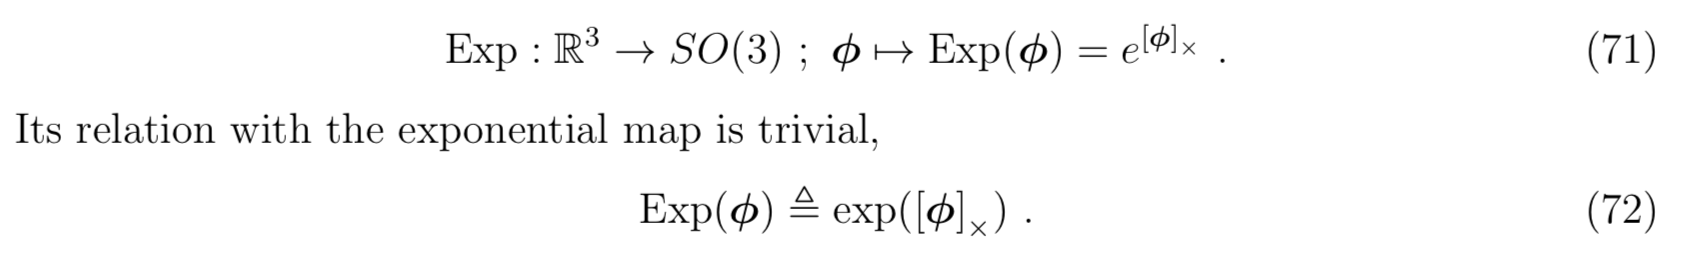 Exp : ℝ³ → SO(3) ; ϕ ↦ Exp(ϕ) = e^{[ϕ]×} . (71)
Its relation with the exponential map is trivial,
Exp(ϕ) ≜ exp([ϕ]×) . (72)